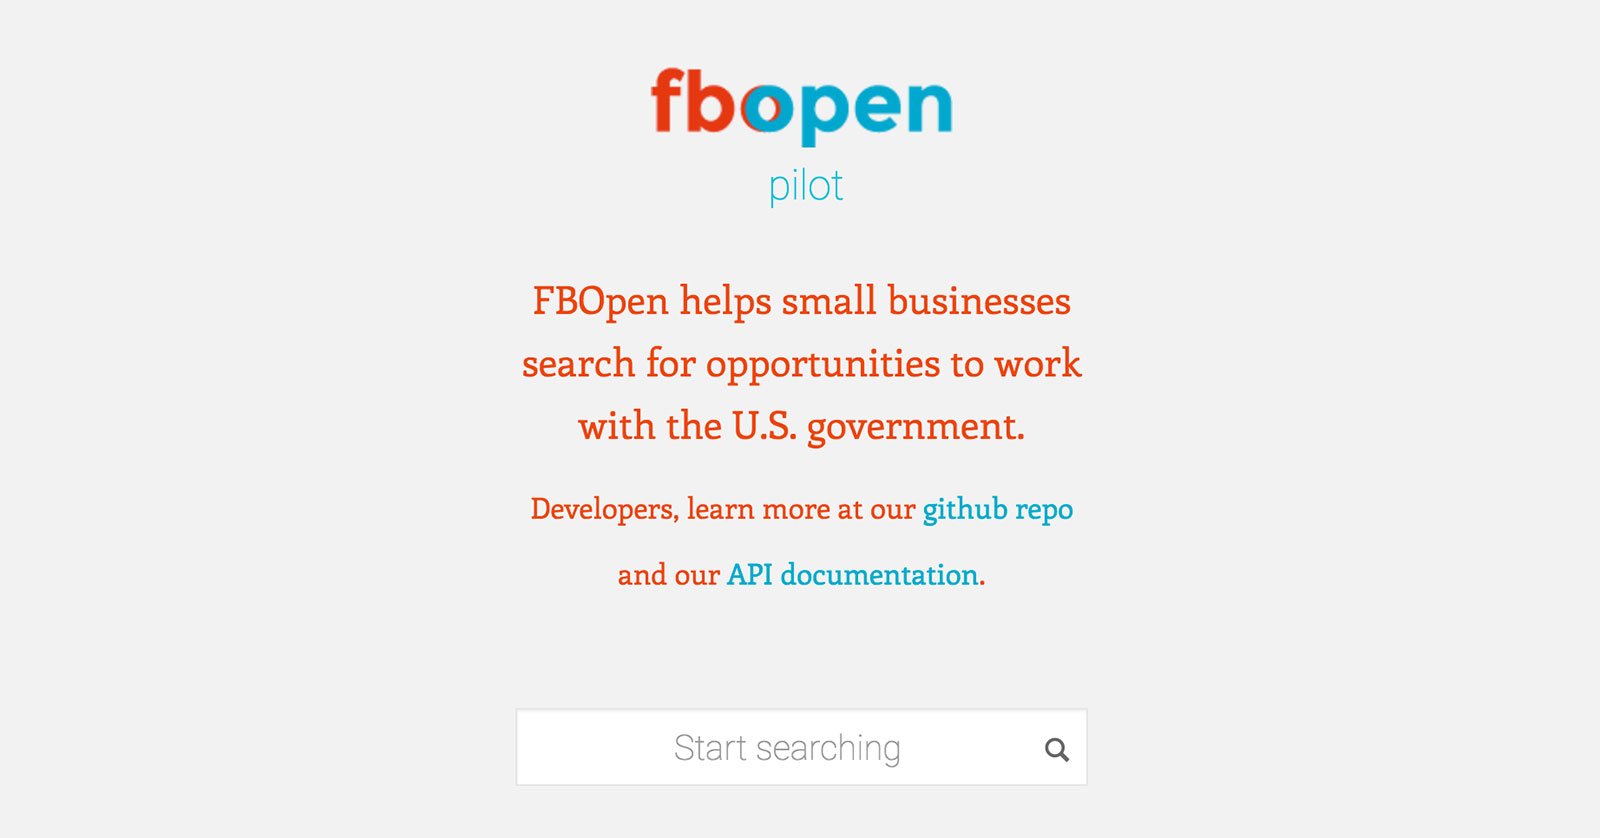 fbopen
pilot
FBOpen helps small businesses
search for opportunities to work
with the U.S. government.
Developers, learn more at our github repo
and our API documentation.
Start searching